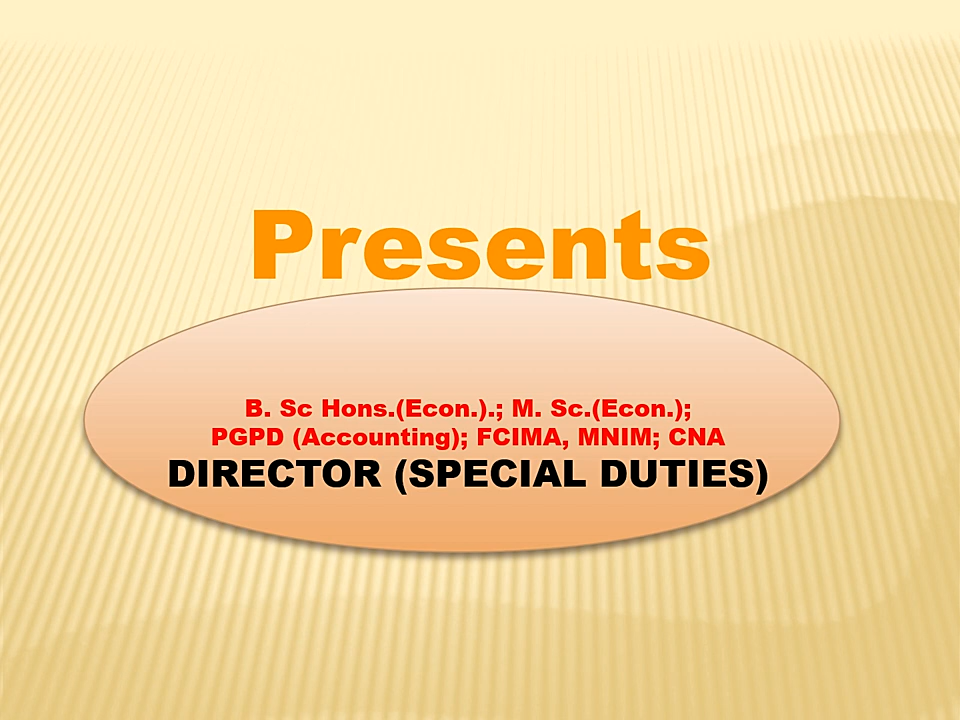 Presents
B. Sc Hons.(Econ.).; M. Sc.(Econ.);
PGPD (Accounting); FCIMA, MNIM; CNA
DIRECTOR (SPECIAL DUTIES)